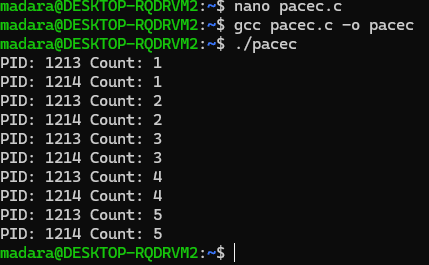 madara@DESKTOP-RQDRVM2:~$ nano pacec.c
madara@DESKTOP-RQDRVM2:~$ gcc pacec.c -o pacec
madara@DESKTOP-RQDRVM2:~$ ./pacec
PID: 1213 Count: 1
PID: 1214 Count: 1
PID: 1213 Count: 2
PID: 1214 Count: 2
PID: 1213 Count: 3
PID: 1214 Count: 3
PID: 1213 Count: 4
PID: 1214 Count: 4
PID: 1213 Count: 5
PID: 1214 Count: 5
madara@DESKTOP-RQDRVM2:~$